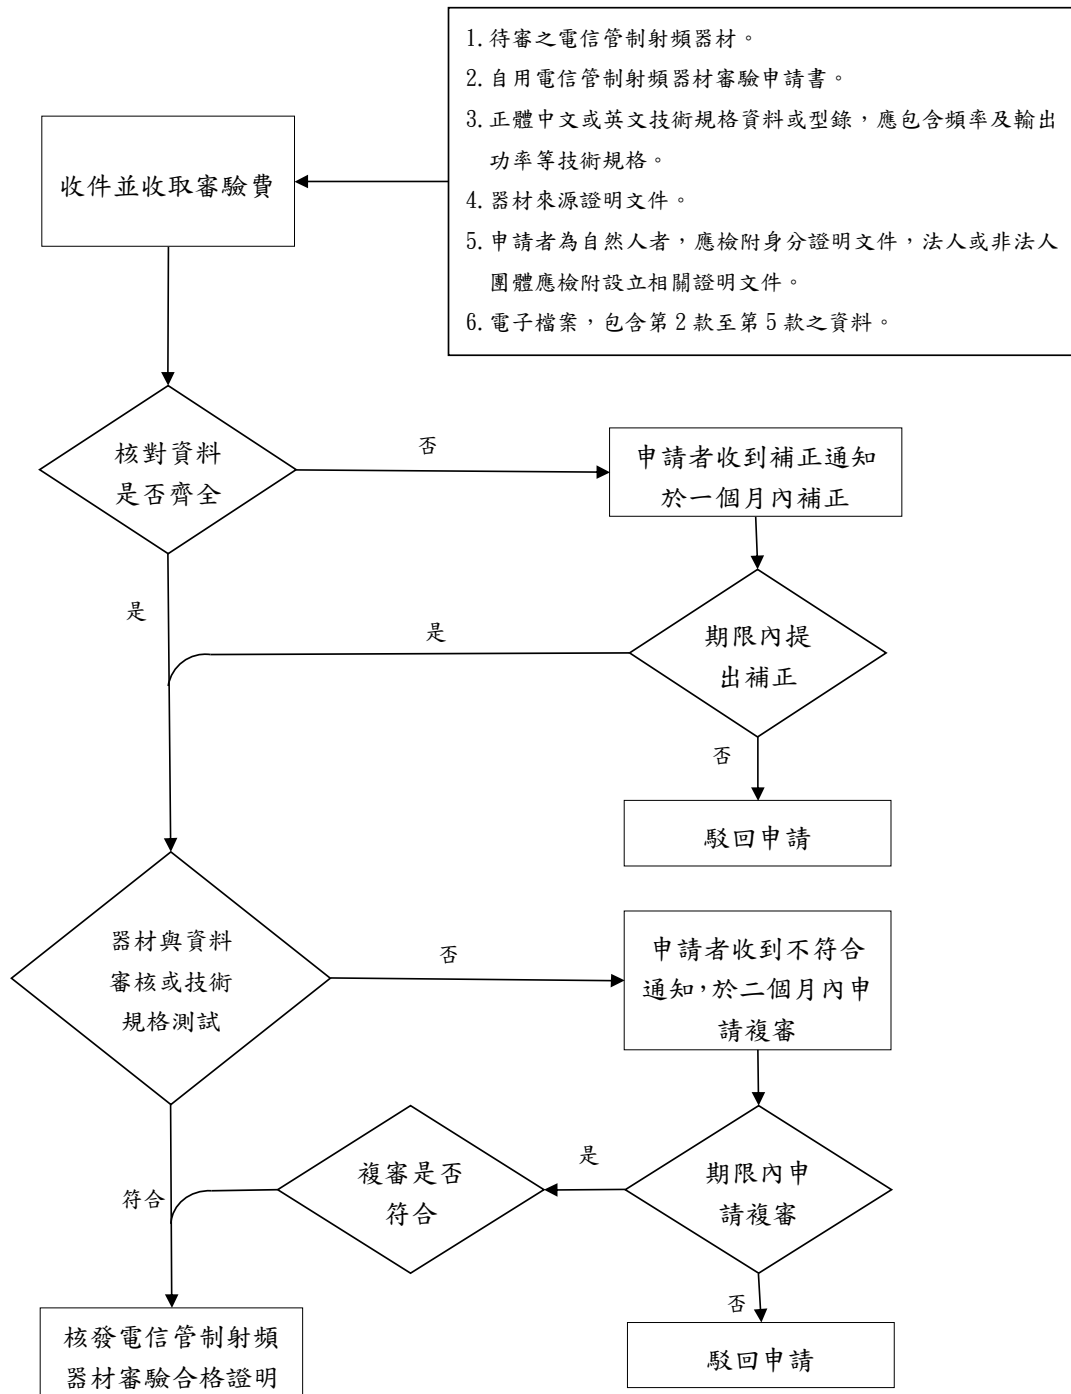 1.待審之電信管制射頻器材。
2.自用電信管制射頻器材審驗申請書。
3.正體中文或英文技術規格資料或型錄，應包含頻率及輸出
功率等技術規格。
4.器材來源證明文件。
5.申請者為自然人者，應檢附身分證明文件，法人或非法人
團體應檢附設立相關證明文件。
6.電子檔案，包含第2款至第5款之資料。
收件並收取審驗費
核對資料
是否齊全
否
申請者收到補正通知
於一個月內補正
是
是
期限內提
出補正
否
駁回申請
器材與資料
審核或技術
規格測試
否
申請者收到不符合
通知，於二個月內申
請複審
符合
複審是否
符合
是
期限內申
請複審
否
核發電信管制射頻
器材審驗合格證明
駁回申請